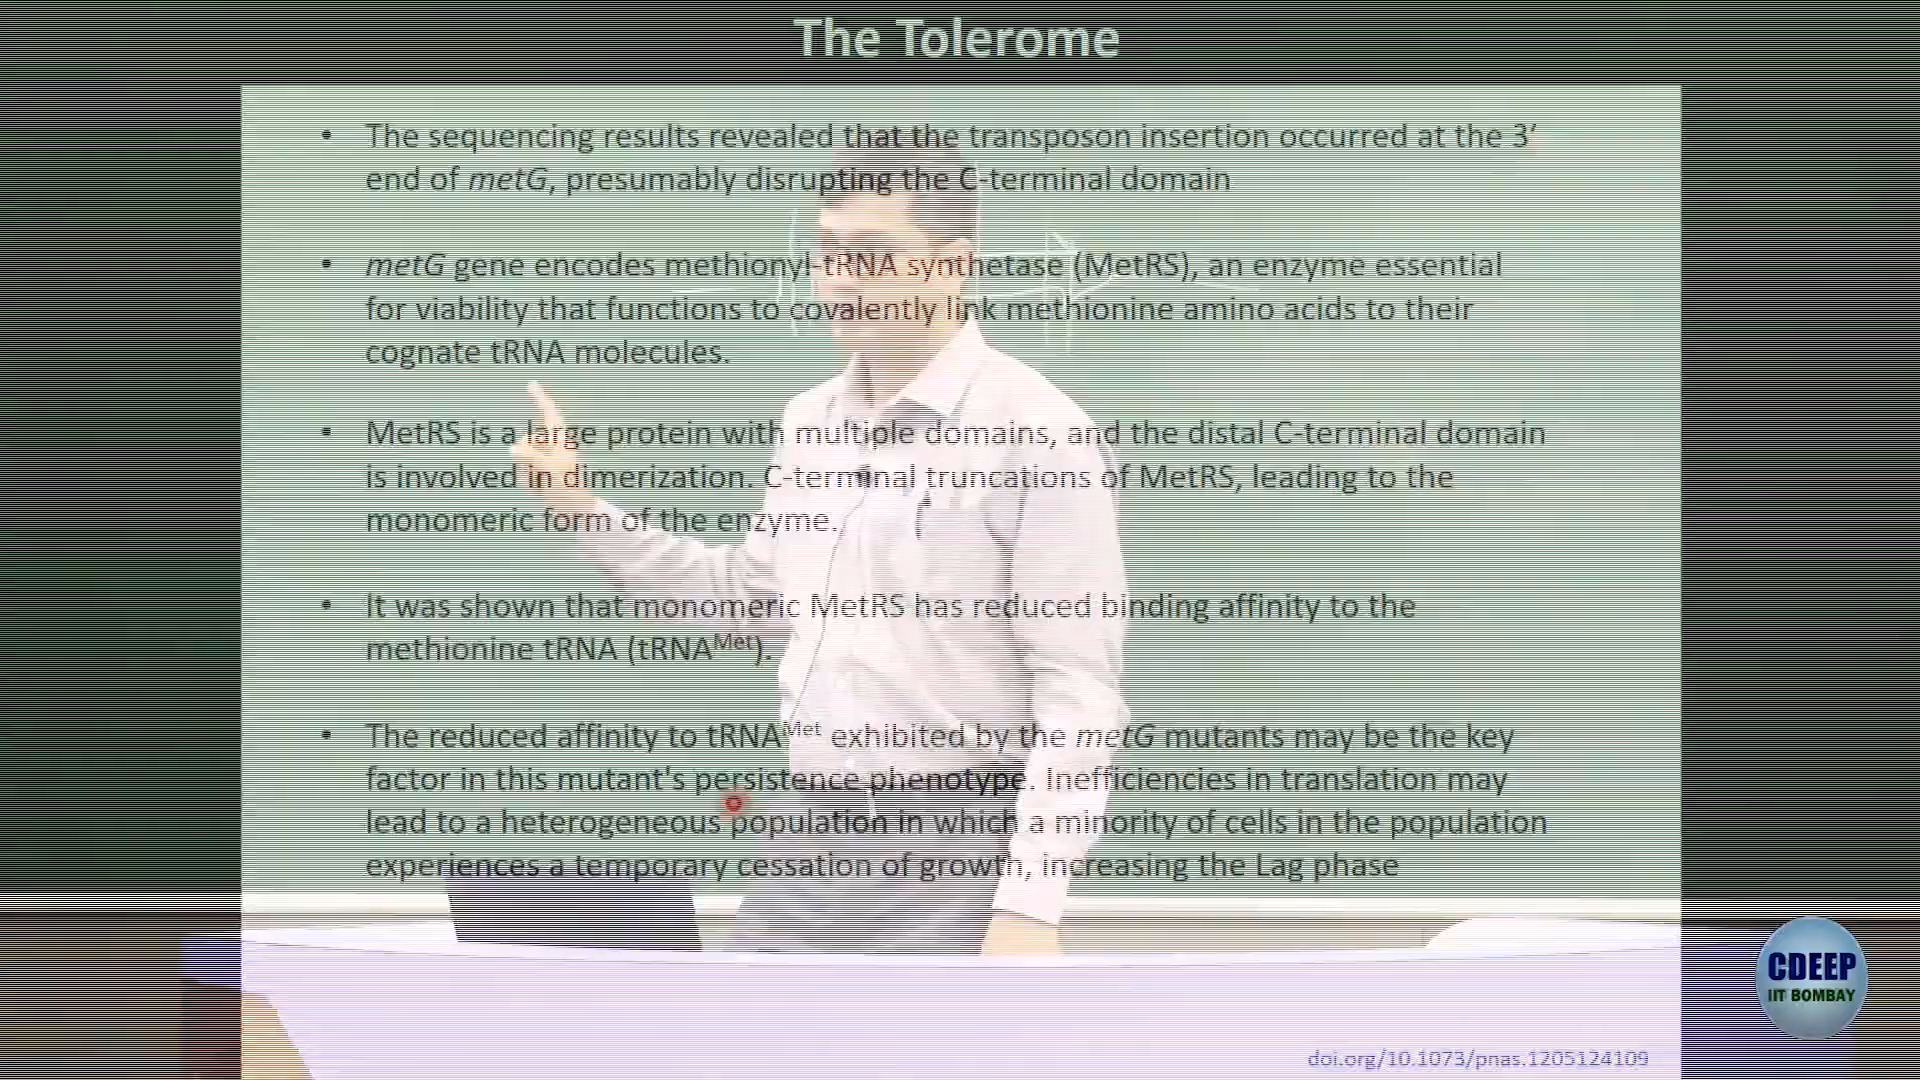 The Tolerome
• The sequencing results revealed that the transposon insertion occurred at the 3'
end of metG, presumably disrupting the C-terminal domain
• metG gene encodes methionyl-tRNA synthetase (MetRS), an enzyme essential
for viability that functions to covalently link methionine amino acids to their
cognate tRNA molecules.
• MetRS is a large protein with multiple domains, and the distal C-terminal domain
is involved in dimerization. C-terminal truncations of MetRS, leading to the
monomeric form of the enzyme.
• It was shown that monomeric MetRS has reduced binding affinity to the
methionine tRNA (tRNAMet).
• The reduced affinity to tRNAMet exhibited by the metG mutants may be the key
factor in this mutant's persistence phenotype. Inefficiencies in translation may
lead to a heterogeneous population in which a minority of cells in the population
experiences a temporary cessation of growth, increasing the Lag phase
CDEEP
IIT BOMBAY
doi.org/10.1073/pnas.1205124109